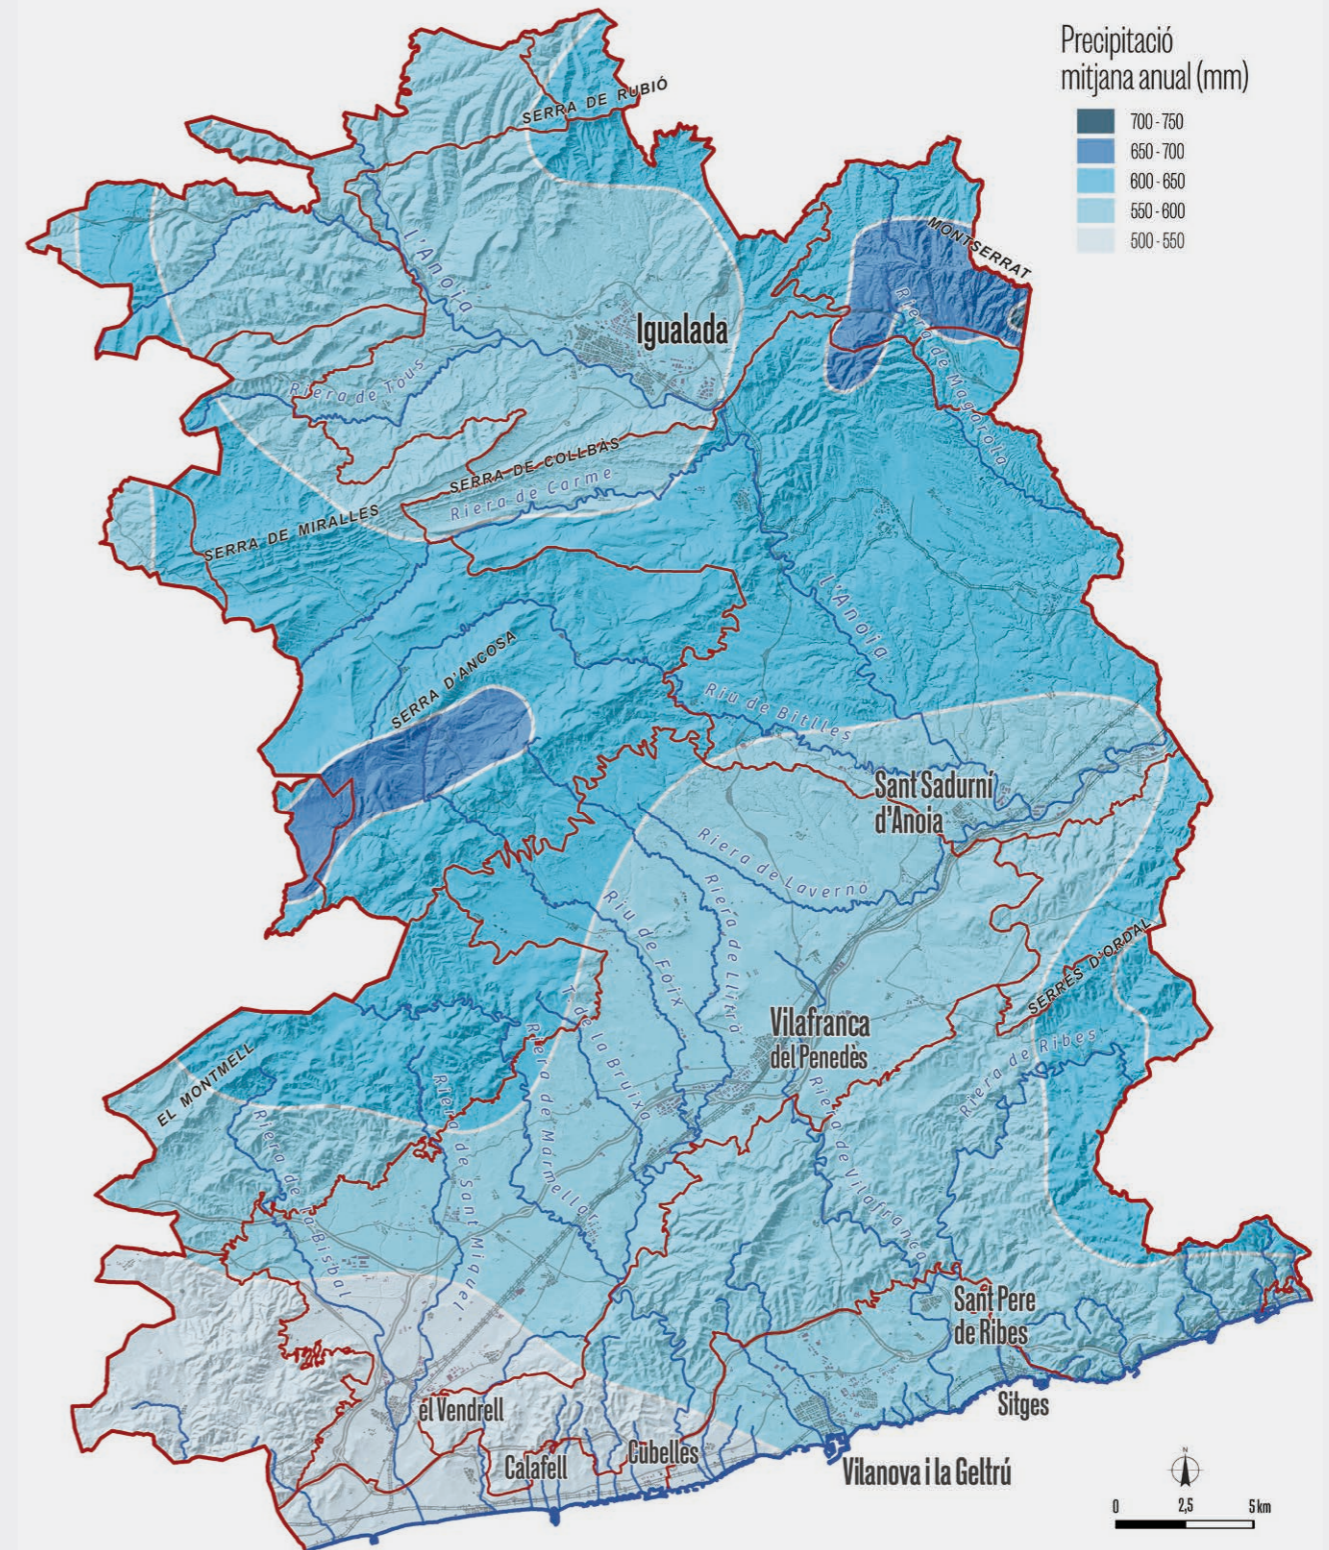 Precipitació
mitjana anual (mm)
700 - 750
650 - 700
600 - 650
550 - 600
500 - 550
SERRA DE RUBIÓ
MONTSERRAT
l'Anoia
Igualada
Riera de Magarola
Riera de Tous
SERRA DE COLLBÀS
Riera de Carme
SERRA DE MIRALLES
l'Anoia
SERRA D'ANCOSA
Riu de Bitlles
Sant Sadurní
d'Anoia
Riera de Lavernó
Riera de Llitrà
Riu de Foix
SERRES D'ORDAL
T. de la Bruixa
Vilafranca
del Penedès
Riera de Ribes
EL MONTMELL
Riera de Marmellar
Riera de Sant Miquel
Riera de la Bisbal
Riera de Vilafranca
Sant Pere
de Ribes
Sitges
el Vendrell
Calafell
Cubelles
Vilanova i la Geltrú
N
0 2,5 5 km